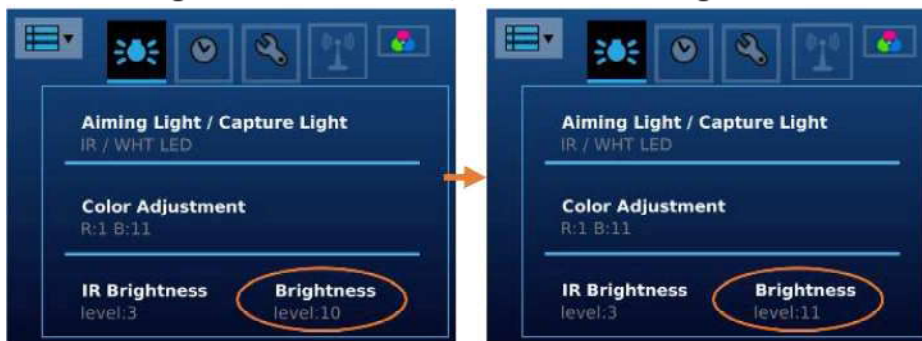 Aiming Light / Capture Light
IR / WHT LED
Color Adjustment
R:1 B:11
IR Brightness Brightness
level:3 level:10
Aiming Light / Capture Light
IR / WHT LED
Color Adjustment
R:1 B:11
IR Brightness Brightness
level:3 level:11